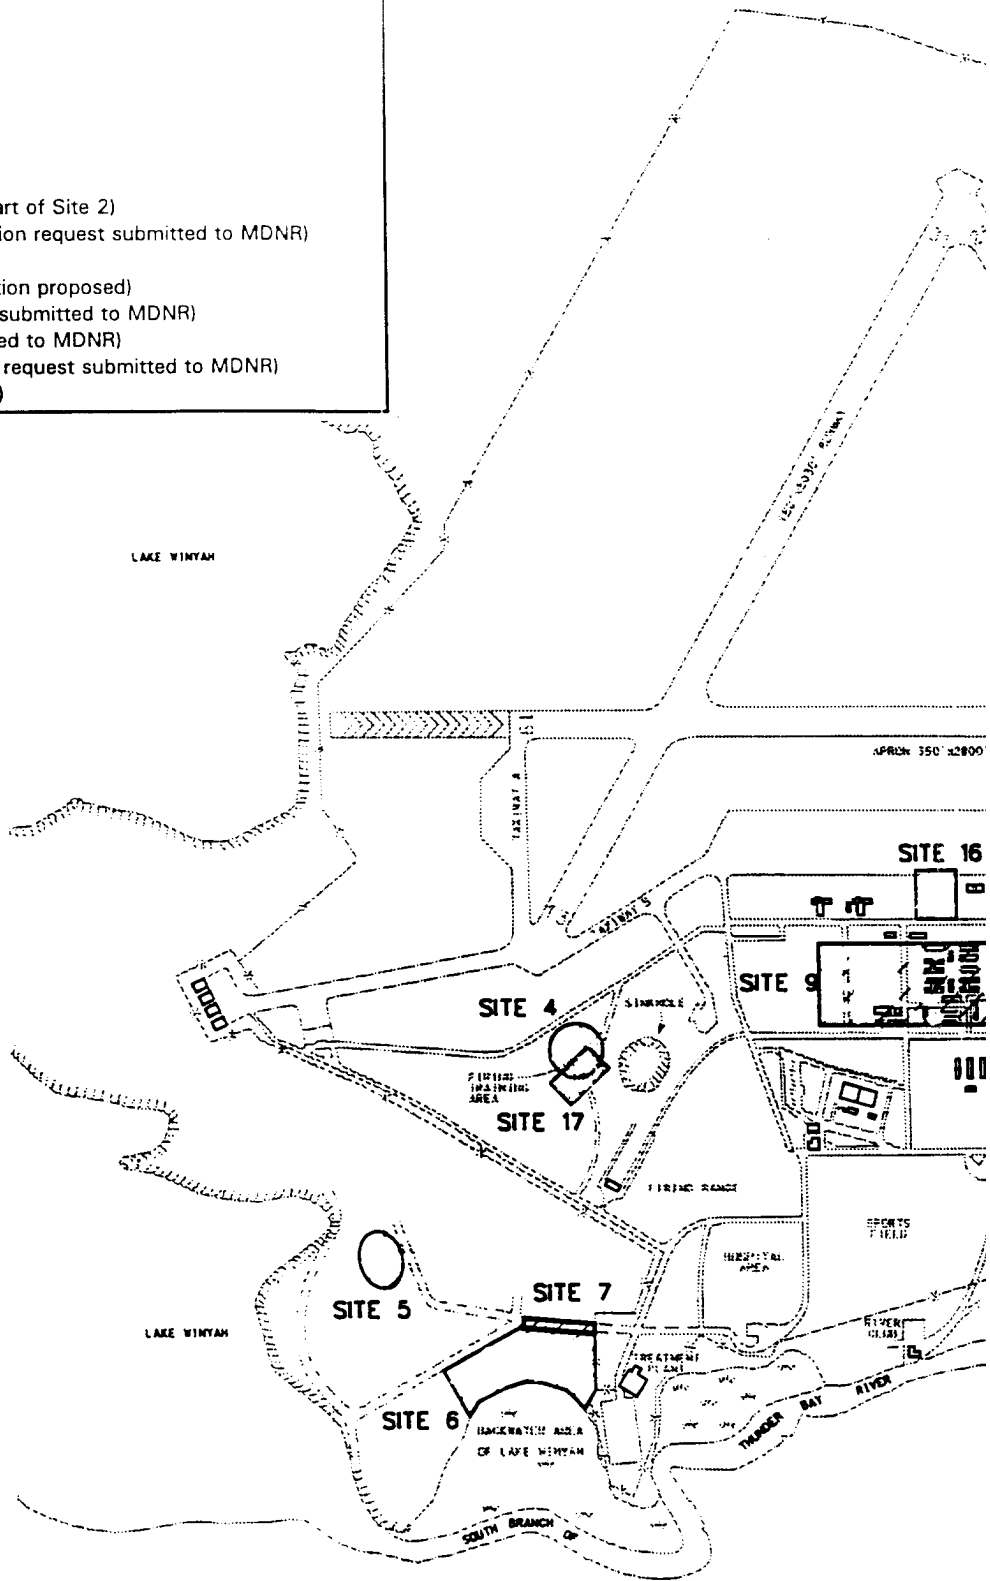 art of Site 2)
ion request submitted to MDNR)
tion proposed)
submitted to MDNR)
ed to MDNR)
request submitted to MDNR)
)
LAKE WINYAH
APRON 350'x2800'
TAXIWAY A
SITE 16
SITE 9
SITE 4
SINKHOLE
FIRING
TRAINING
AREA
SITE 17
FIRING RANGE
SPORTS
FIELD
HOSPITAL
AREA
SITE 7
SITE 5
LAKE WINYAH
RIVER
CLUB
TREATMENT
PLANT
SITE 6
BACKWATER AREA
OF LAKE WINYAH
THUNDER BAY RIVER
SOUTH BRANCH OF